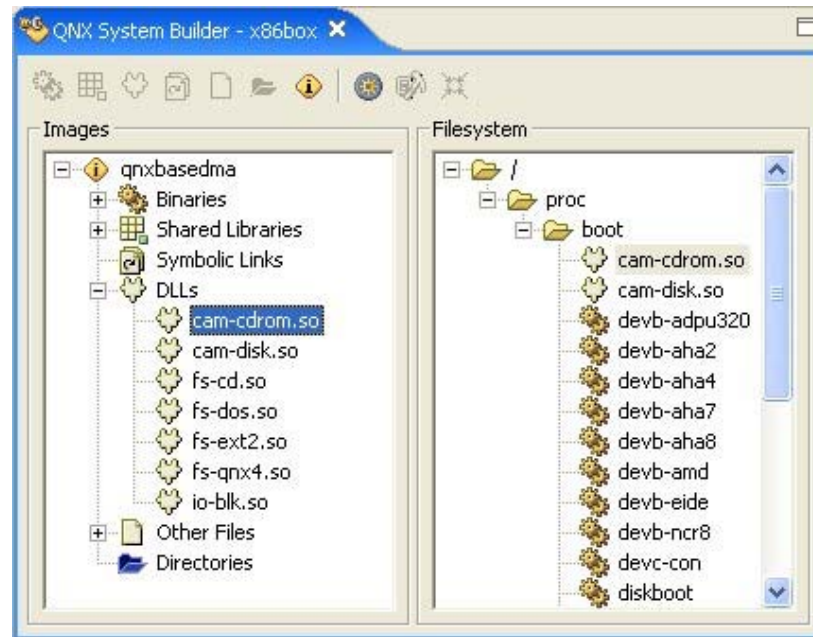 QNX System Builder - x86box
Images
qnxbasedma
Binaries
Shared Libraries
Symbolic Links
DLLs
cam-cdrom.so
cam-disk.so
fs-cd.so
fs-dos.so
fs-ext2.so
fs-qnx4.so
io-blk.so
Other Files
Directories
Filesystem
/
proc
boot
cam-cdrom.so
cam-disk.so
devb-adpu320
devb-aha2
devb-aha4
devb-aha7
devb-aha8
devb-amd
devb-eide
devb-ncr8
devc-con
diskboot